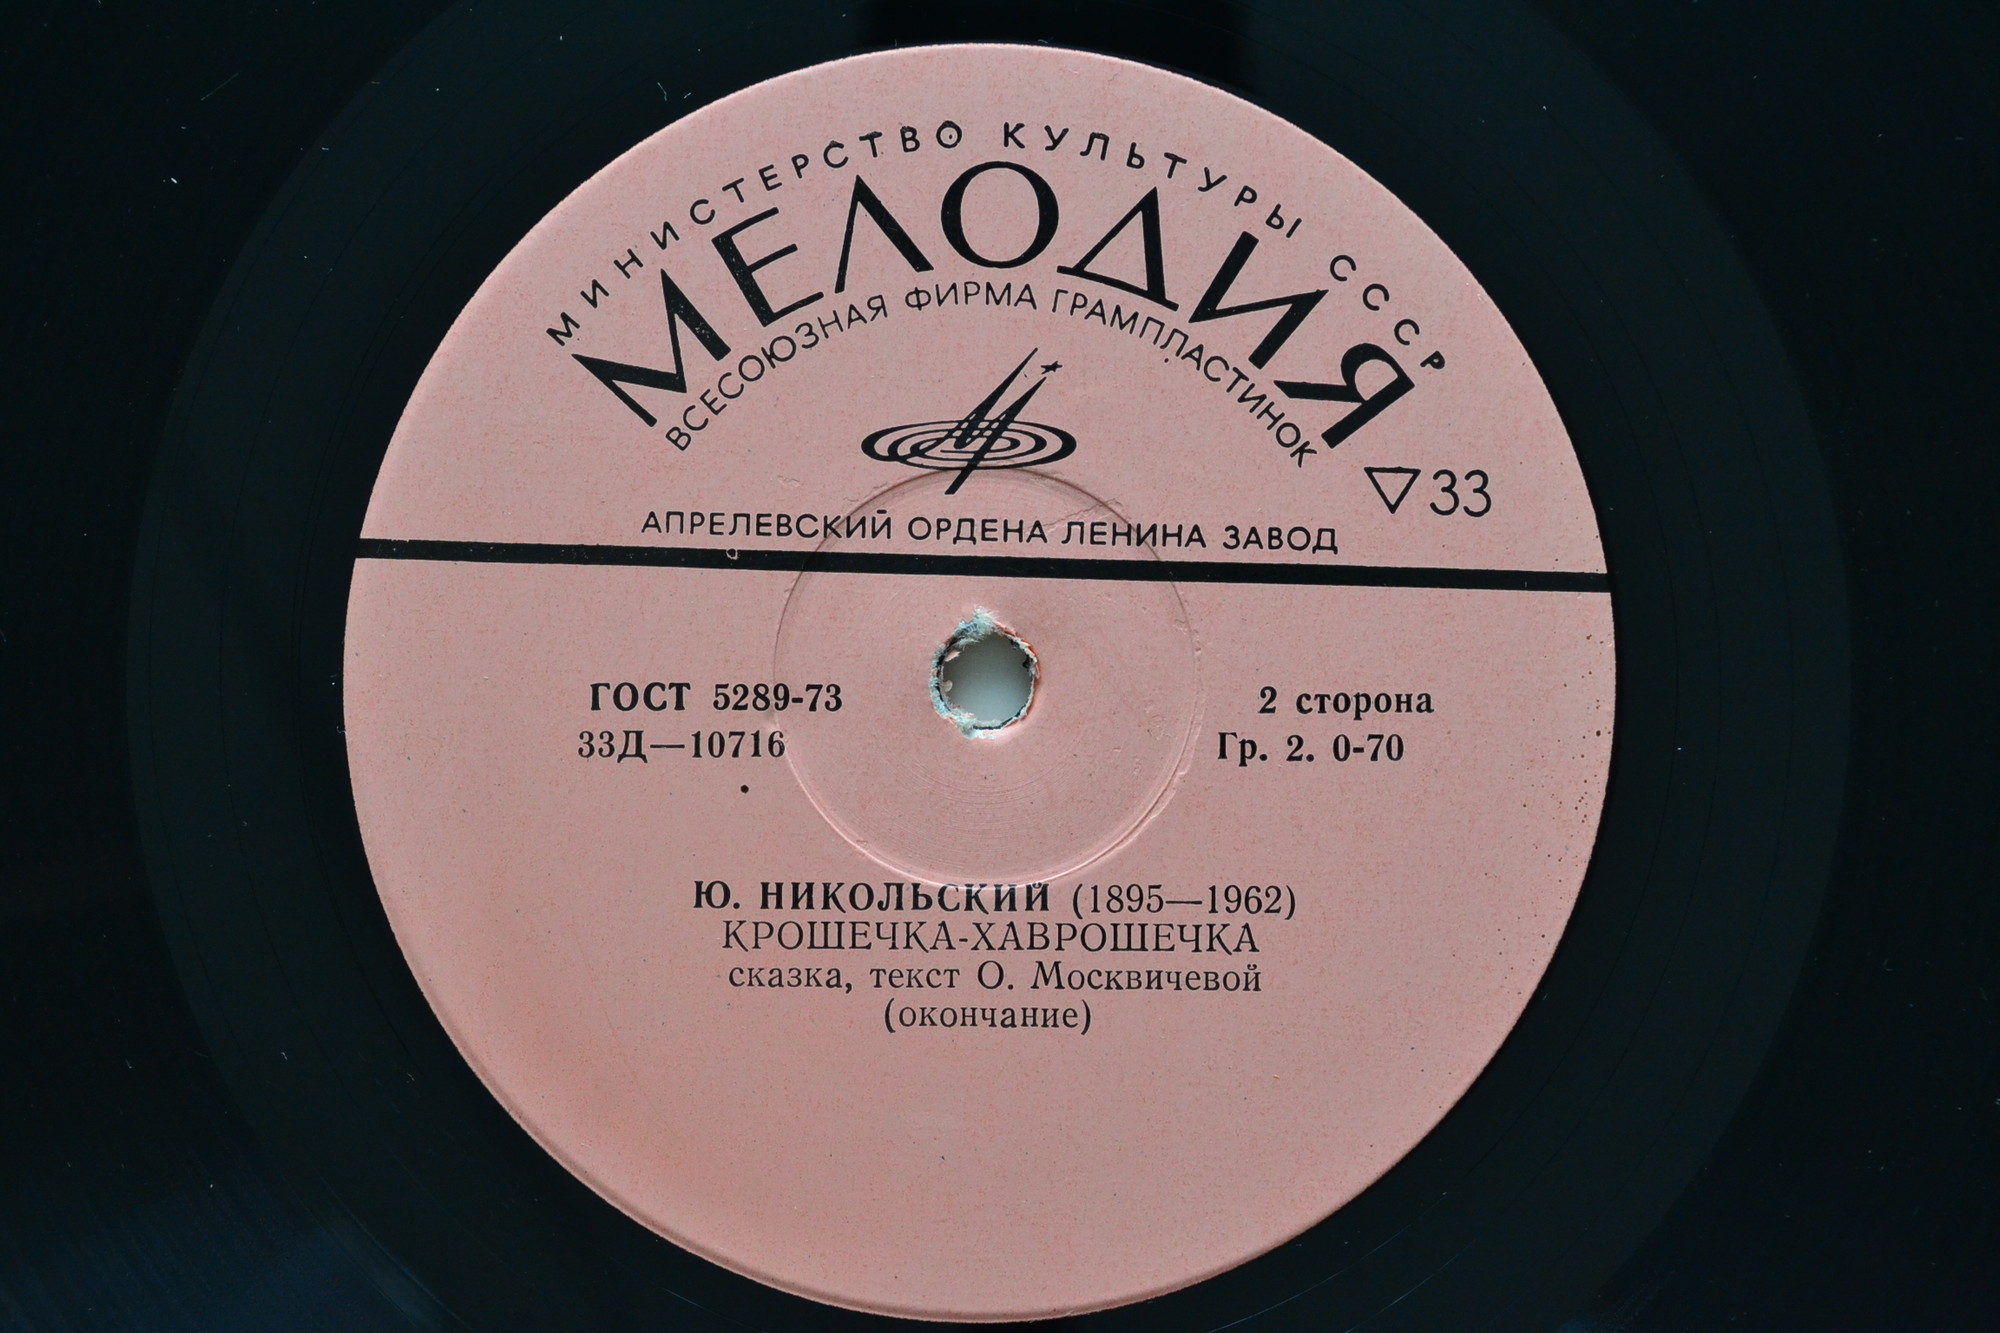 МИНИСТЕРСТВО КУЛЬТУРЫ СССР
МЕЛОДИЯ
ВСЕСОЮЗНАЯ ФИРМА ГРАМПЛАСТИНОК
33
АПРЕЛЕВСКИЙ ОРДЕНА ЛЕНИНА ЗАВОД
ГОСТ 5289-73
2 сторона
33Д—10716
Гр. 2. 0-70
Ю. НИКОЛЬСКИЙ (1895—1962)
КРОШЕЧКА-ХАВРОШЕЧКА
сказка, текст О. Москвичевой
(окончание)